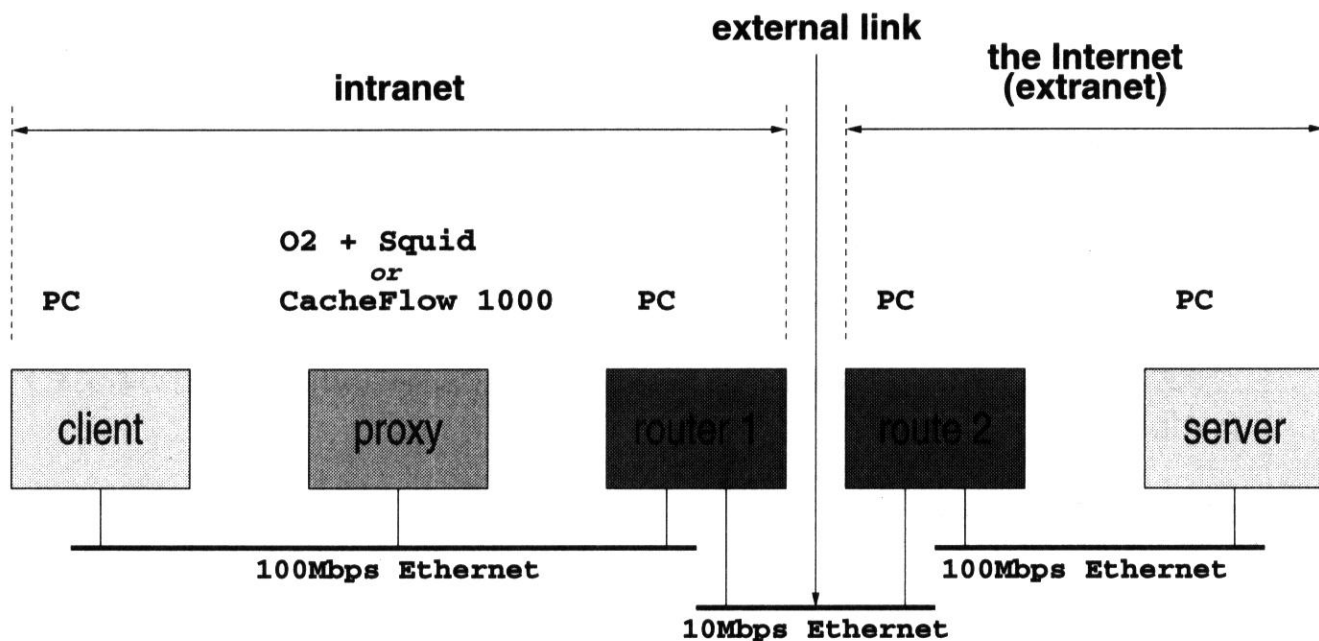 external link
the Internet
(extranet)
intranet
O2 + Squid
or
CacheFlow 1000
PC
PC
PC
PC
client
proxy
router 1
route 2
server
100Mbps Ethernet
100Mbps Ethernet
10Mbps Ethernet